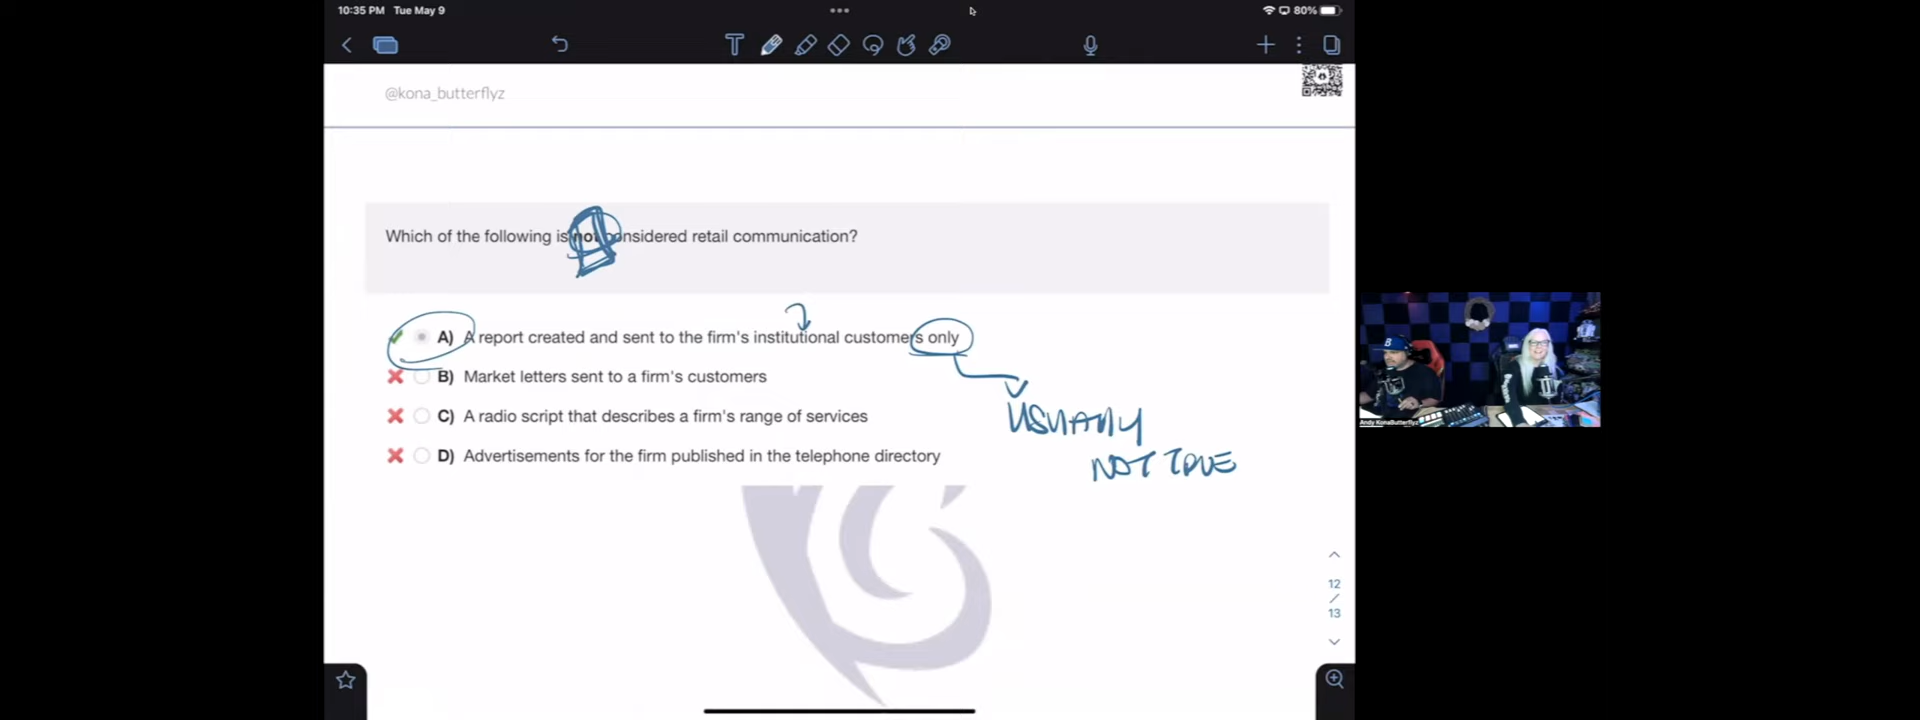 10:35 PM Tue May 9
80%
@kona_butterflyz
Which of the following is not considered retail communication?
A) A report created and sent to the firm's institutional customers only
B) Market letters sent to a firm's customers
C) A radio script that describes a firm's range of services
D) Advertisements for the firm published in the telephone directory
USUALLY
NOT TRUE
12
/
13
Andy KonaButterflyz